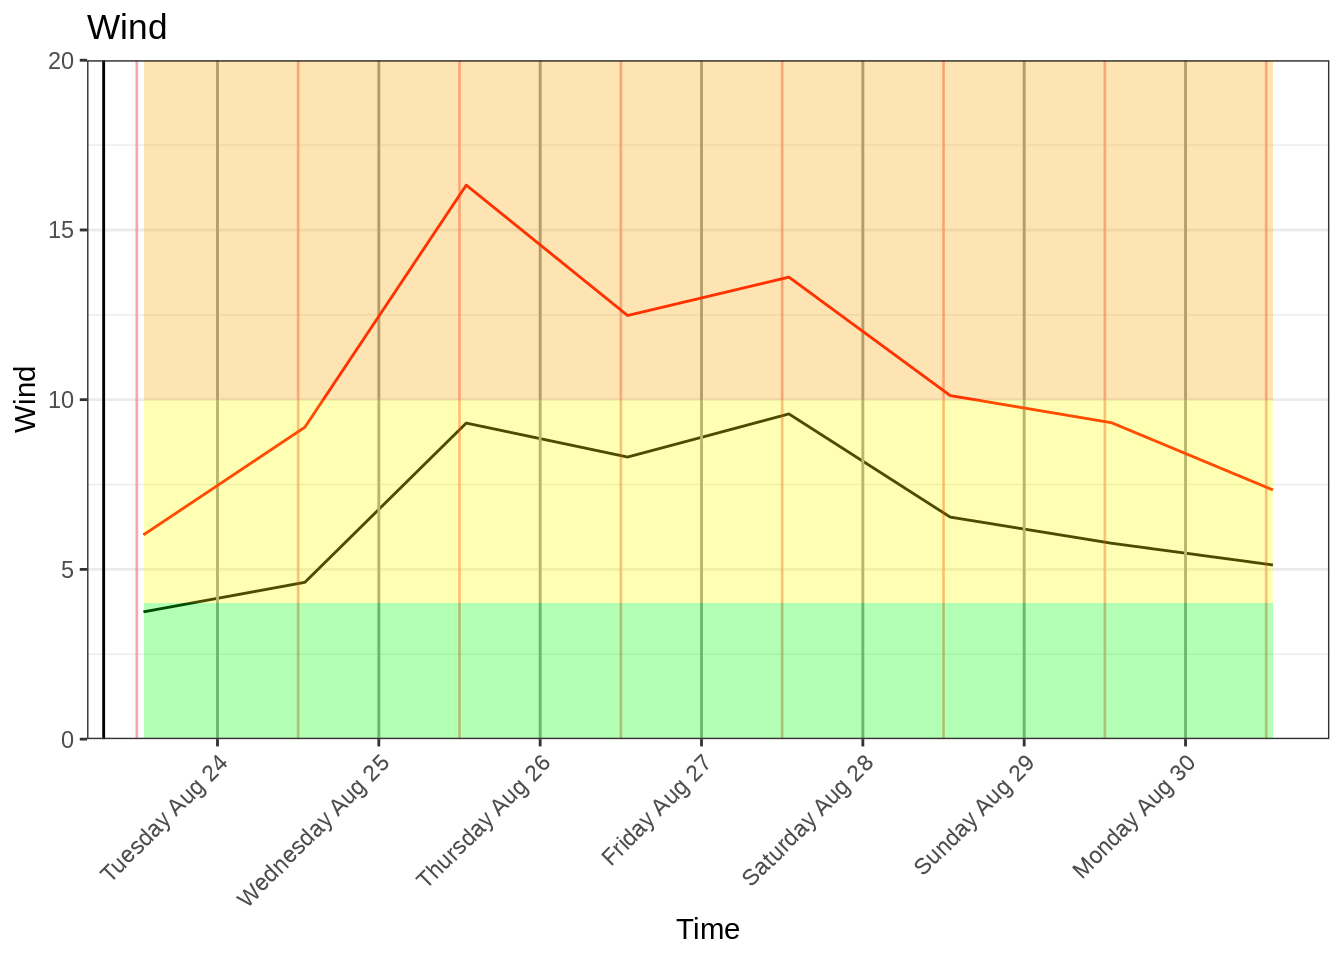 Wind
Wind
20
15
10
5
0
Tuesday Aug 24
Wednesday Aug 25
Thursday Aug 26
Friday Aug 27
Saturday Aug 28
Sunday Aug 29
Monday Aug 30
Time